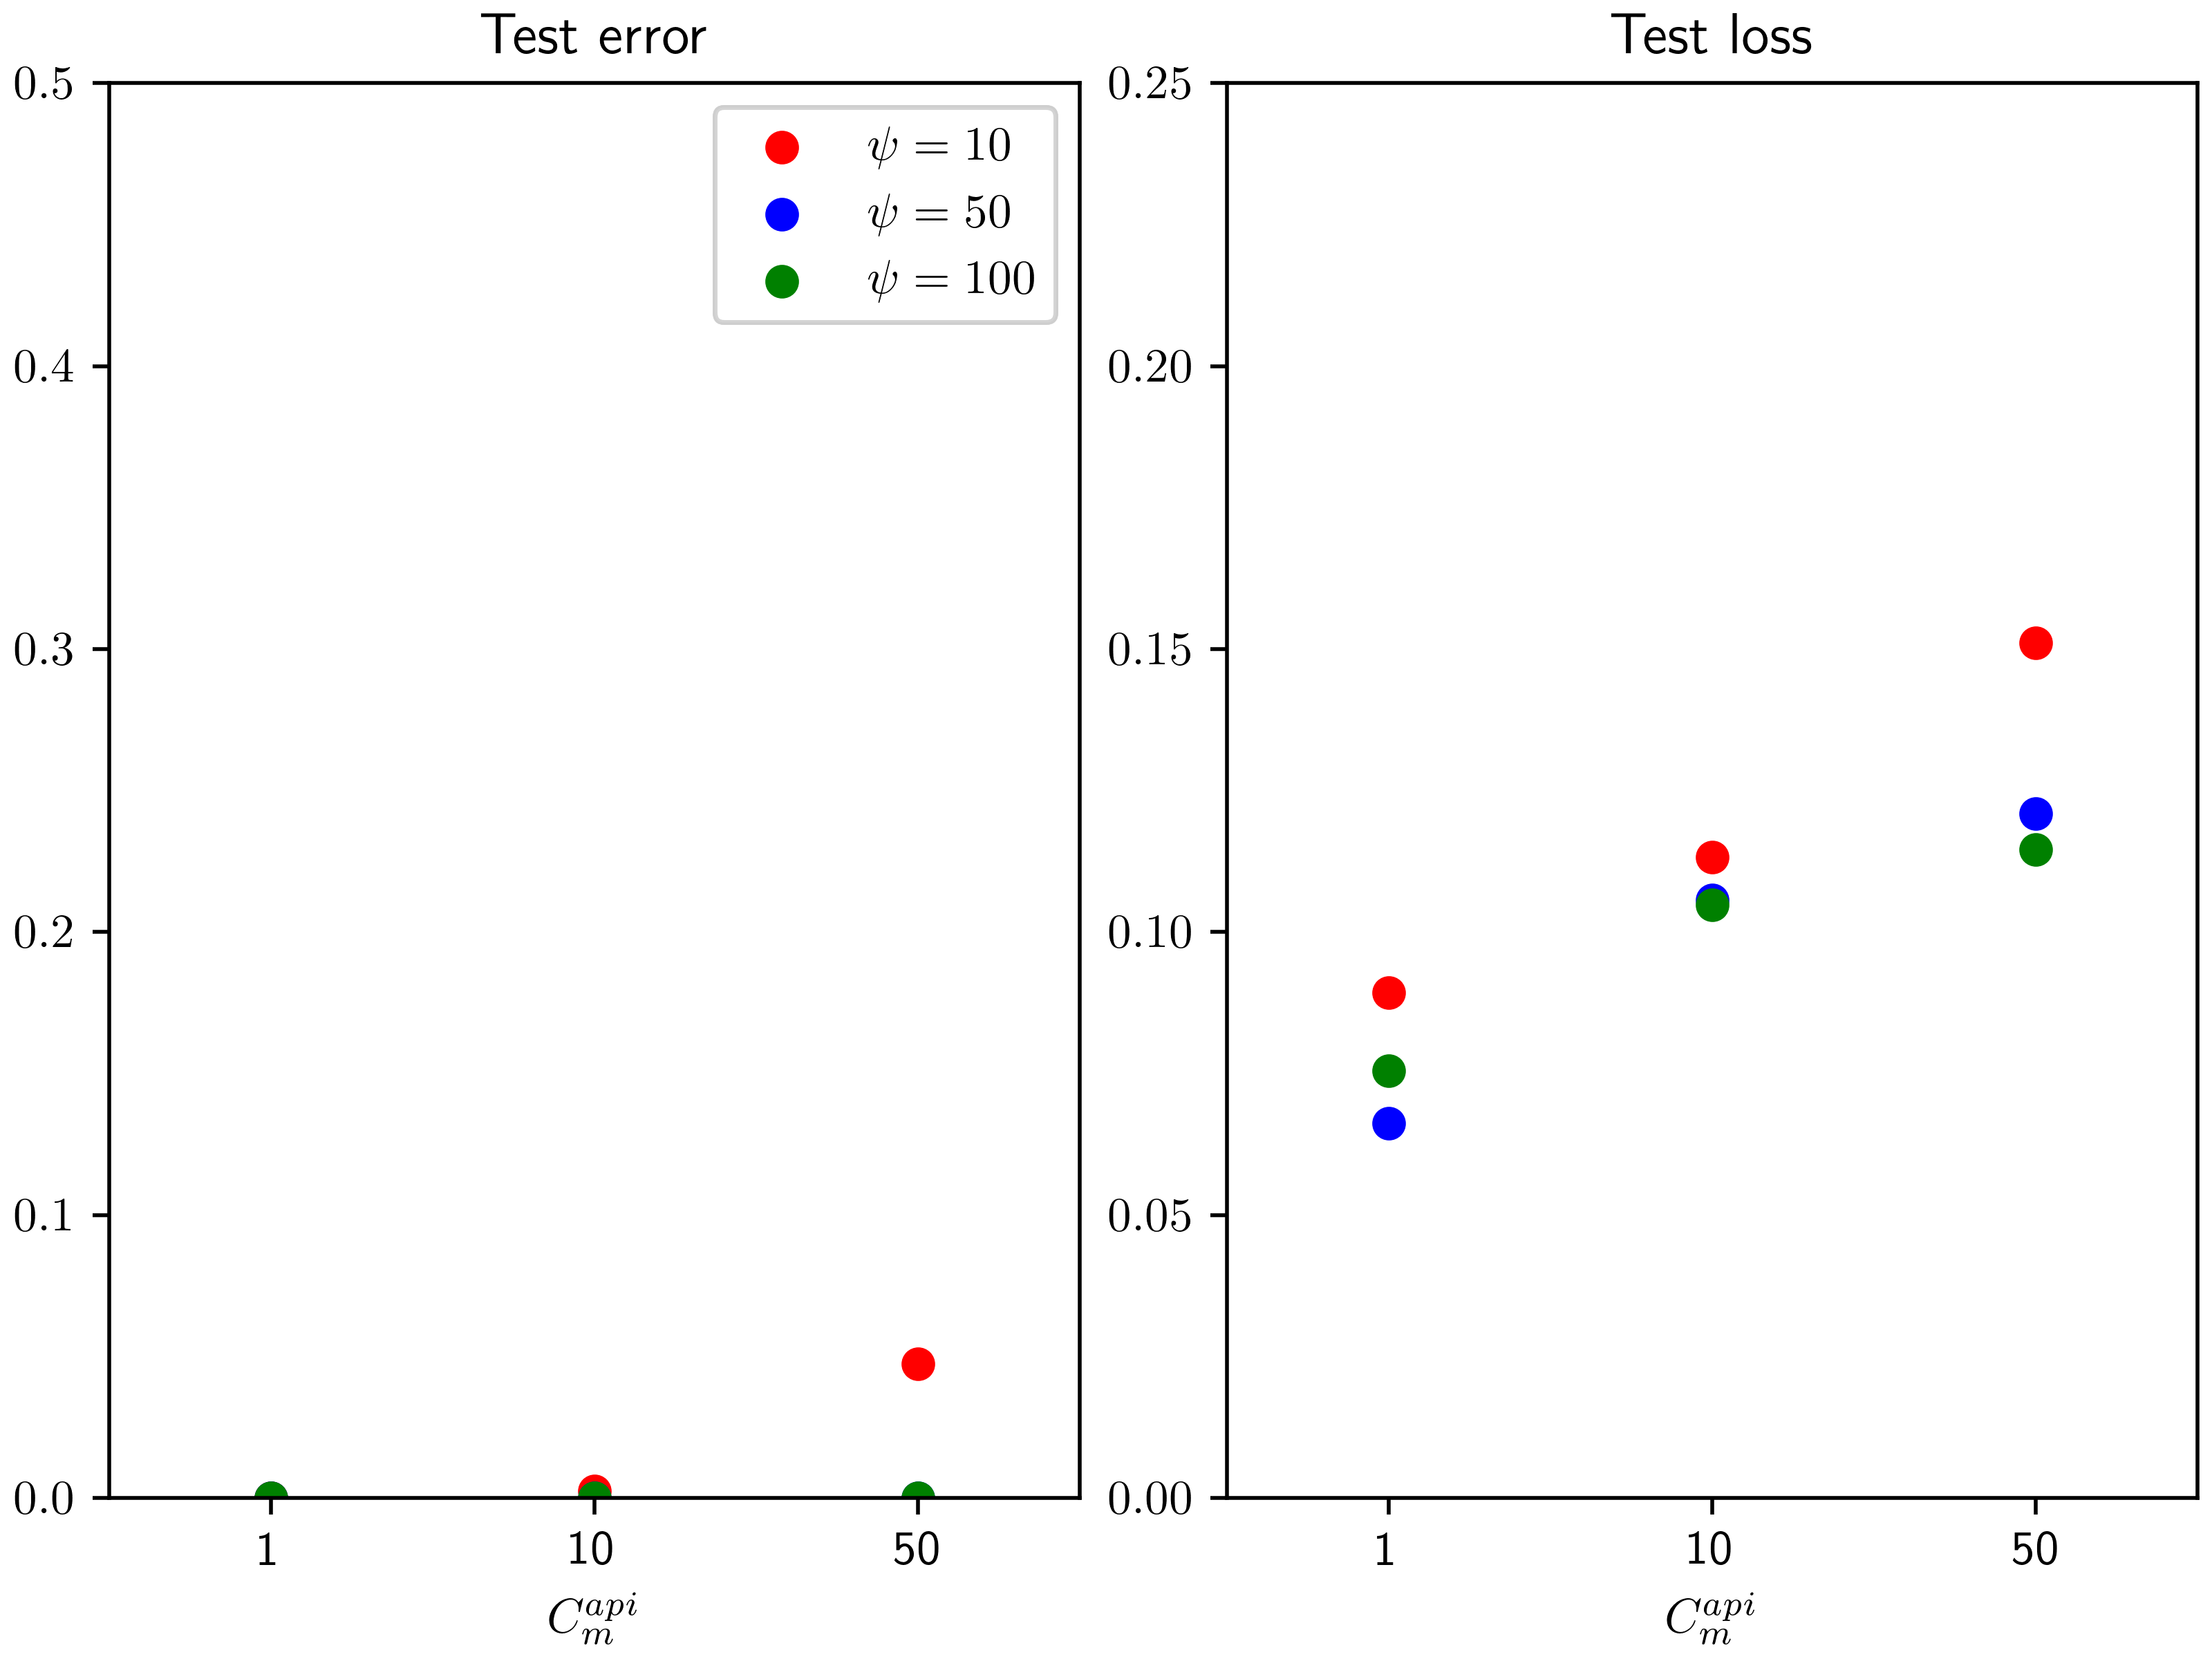 Test error
0.5
0.4
0.3
0.2
0.1
0.0
ψ = 10
ψ = 50
ψ = 100
1 10 50
C_m^{api}
Test loss
0.25
0.20
0.15
0.10
0.05
0.00
1 10 50
C_m^{api}